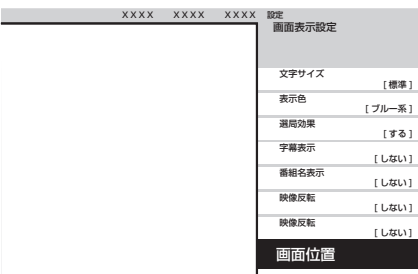 XXXX XXXX XXXX 設定
画面表示設定
文字サイズ
[標準]
表示色
[ブルー系]
選局効果
[する]
字幕表示
[しない]
番組名表示
[しない]
映像反転
[しない]
映像反転
[しない]
画面位置